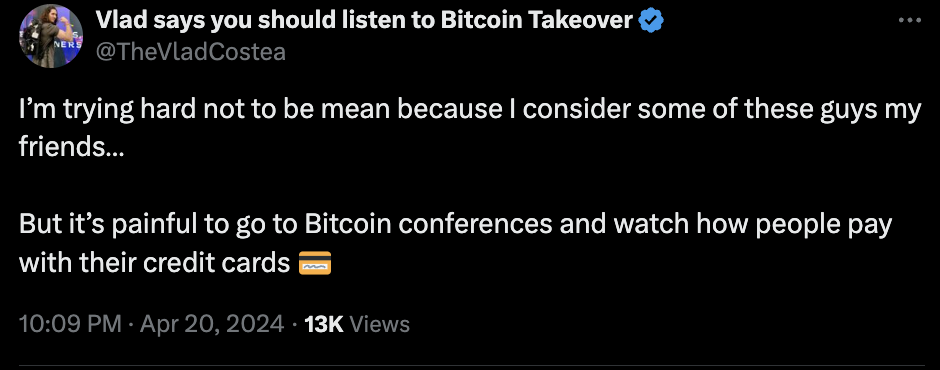 Vlad says you should listen to Bitcoin Takeover
@TheVladCostea
I’m trying hard not to be mean because I consider some of these guys my
friends...
But it’s painful to go to Bitcoin conferences and watch how people pay
with their credit cards 💳
10:09 PM · Apr 20, 2024 · 13K Views